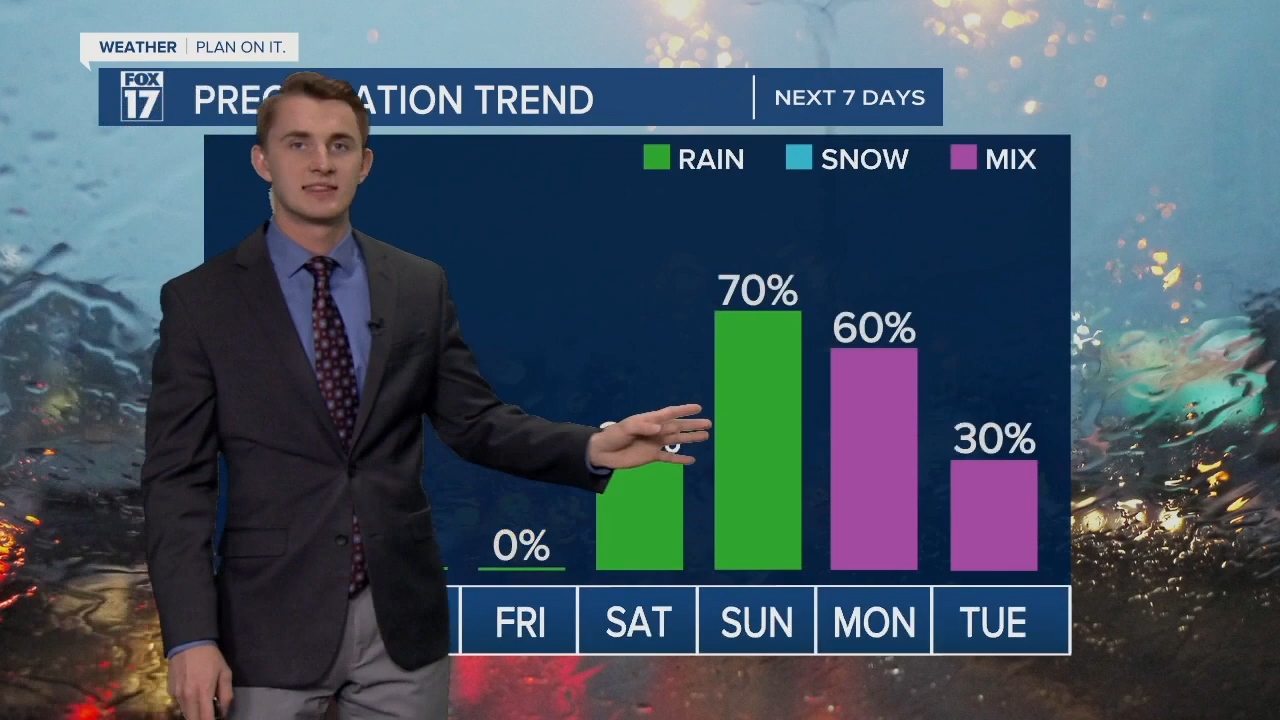 WEATHER | PLAN ON IT.
FOX
17
NEXT 7 DAYS
TREND
RAIN
SNOW
MIX
70%
60%
30%
0%
FRI
SAT
SUN
MON
TUE